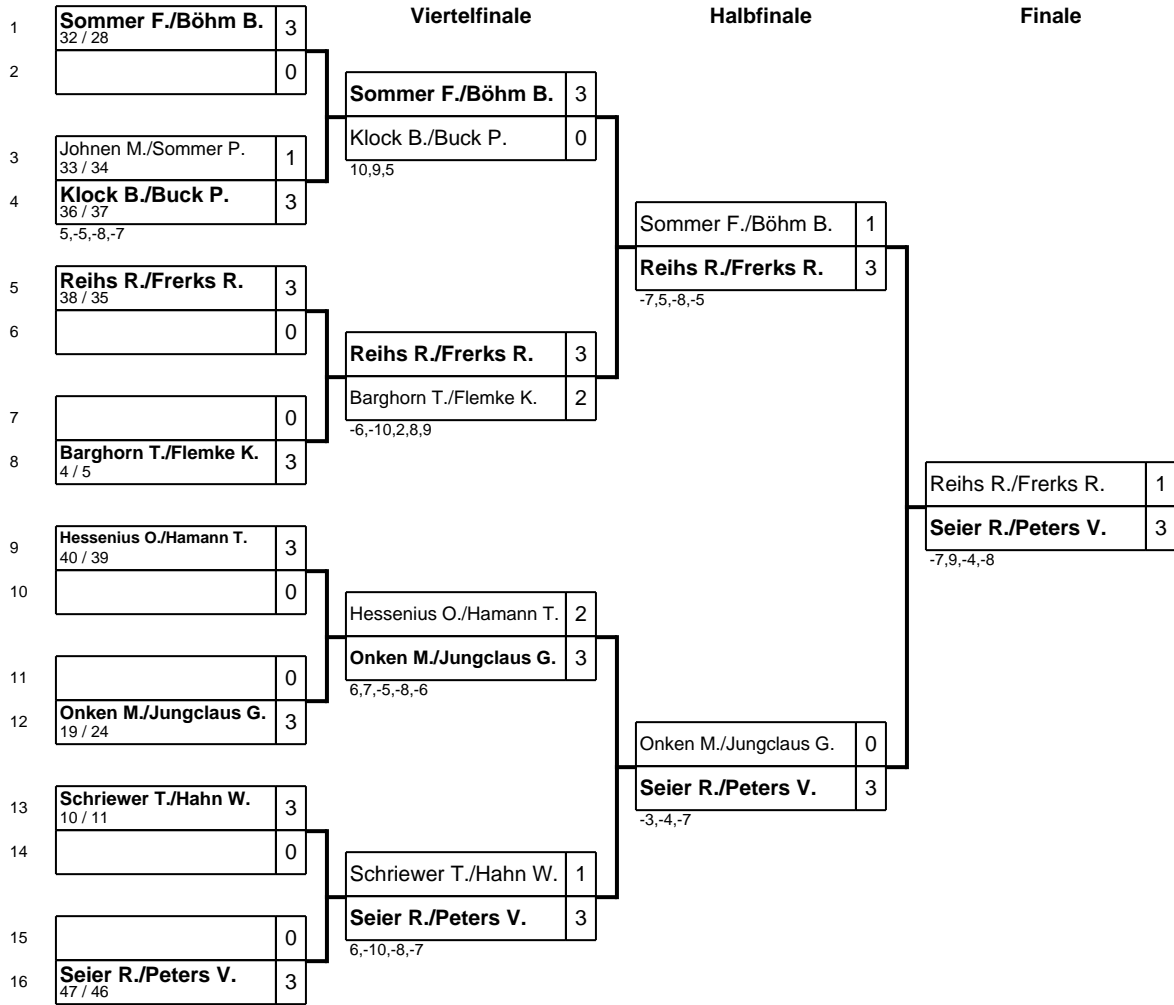 Viertelfinale
Halbfinale
Finale
1
Sommer F./Böhm B. 3
32 / 28
2
0
Sommer F./Böhm B. 3
Klock B./Buck P. 0
10,9,5
3
Johnen M./Sommer P. 1
33 / 34
4
Klock B./Buck P. 3
36 / 37
5,-5,-8,-7
Sommer F./Böhm B. 1
Reihs R./Frerks R. 3
-7,5,-8,-5
5
Reihs R./Frerks R. 3
38 / 35
6
0
Reihs R./Frerks R. 3
Barghorn T./Flemke K. 2
-6,-10,2,8,9
7
0
8
Barghorn T./Flemke K. 3
4 / 5
Reihs R./Frerks R. 1
Seier R./Peters V. 3
-7,9,-4,-8
9
Hessenius O./Hamann T. 3
40 / 39
10
0
Hessenius O./Hamann T. 2
Onken M./Jungclaus G. 3
6,7,-5,-8,-6
11
0
12
Onken M./Jungclaus G. 3
19 / 24
Onken M./Jungclaus G. 0
Seier R./Peters V. 3
-3,-4,-7
13
Schriewer T./Hahn W. 3
10 / 11
14
0
Schriewer T./Hahn W. 1
Seier R./Peters V. 3
6,-10,-8,-7
15
0
16
Seier R./Peters V. 3
47 / 46